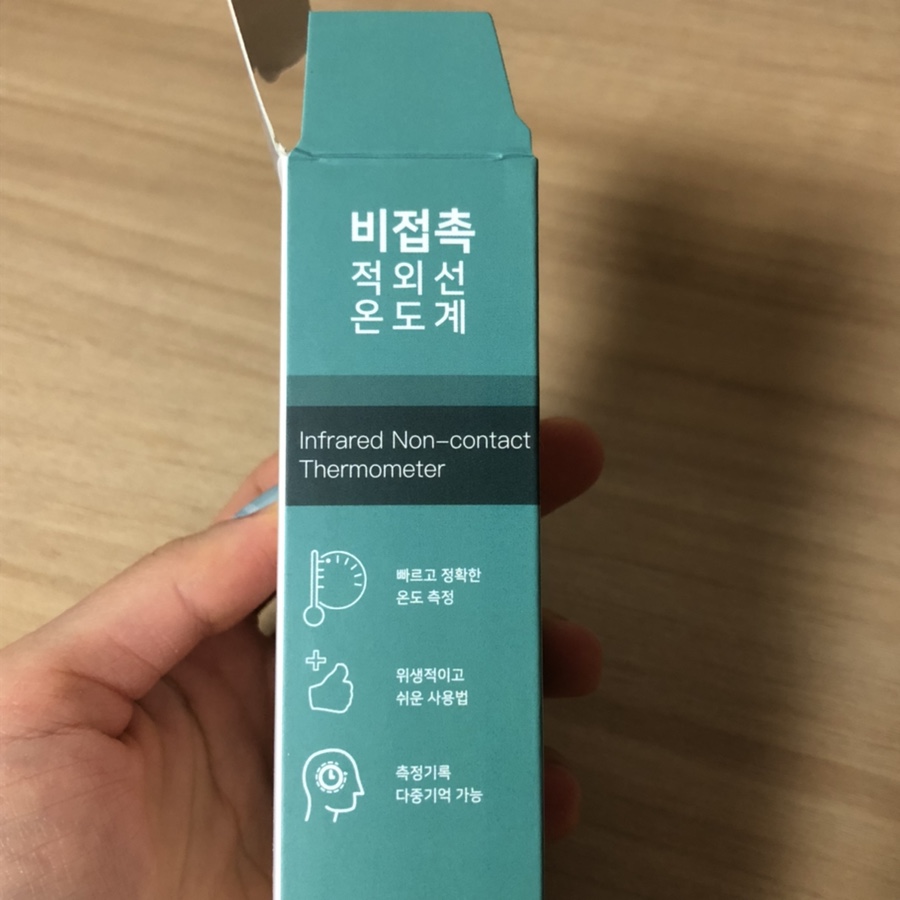 비접촉
적외선
온도계
Infrared Non-contact
Thermometer
빠르고 정확한
온도 측정
위생적이고
쉬운 사용법
측정기록
다중기억 가능